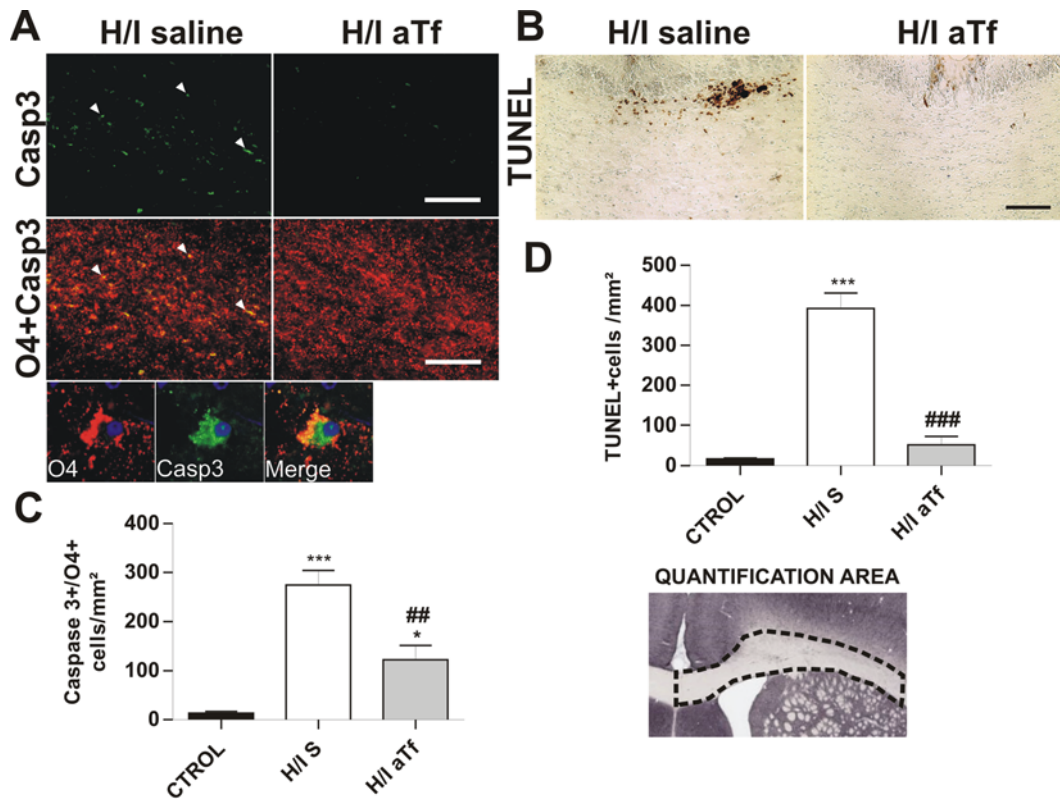 A
H/I saline
H/I aTf
Casp3
O4+Casp3
O4
Casp3
Merge
B
H/I saline
H/I aTf
TUNEL
C
Caspase 3+/O4+
cells/mm²
400
300
200
100
0
***
##
*
CTROL
H/I S
H/I aTf
D
TUNEL+cells /mm²
500
400
300
200
100
0
***
###
CTROL
H/I S
H/I aTf
QUANTIFICATION AREA